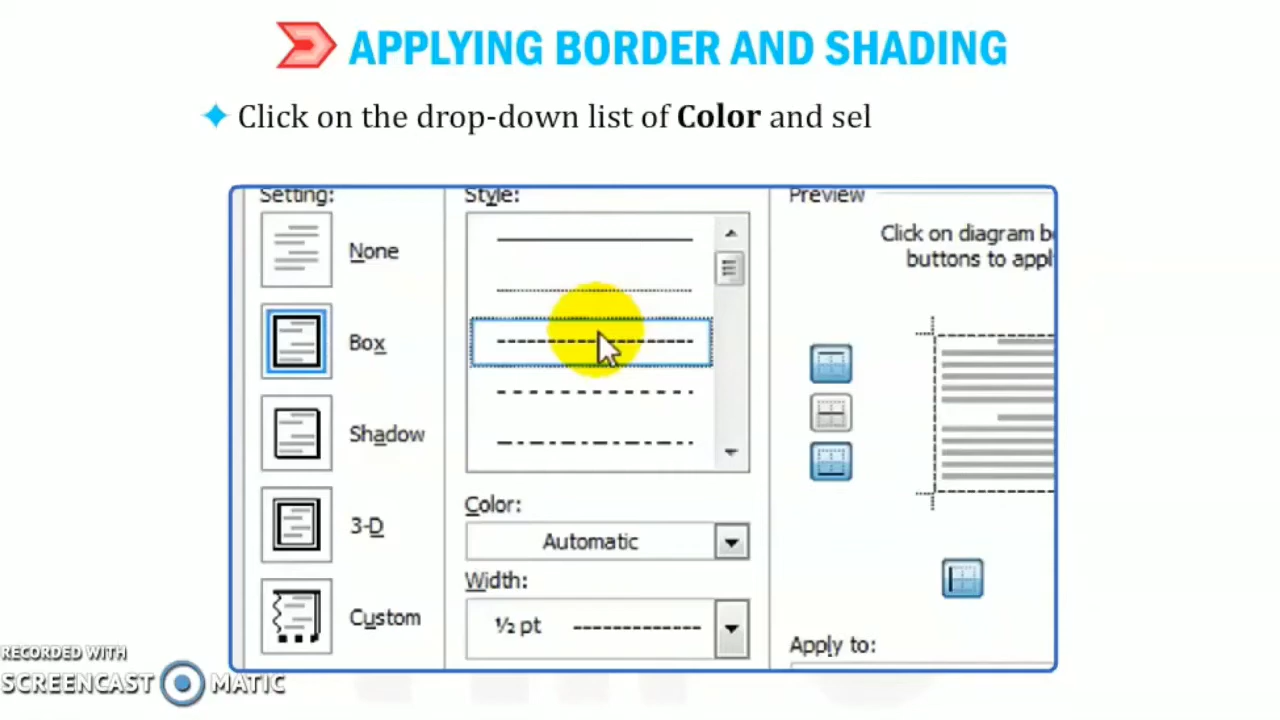 APPLYING BORDER AND SHADING
Click on the drop-down list of Color and sel
Setting:
None
Box
Shadow
3-D
Custom
Style:
Color:
Automatic
Width:
½ pt
Preview
Click on diagram b
buttons to appl
Apply to:
RECORDED WITH
SCREENCAST MATIC